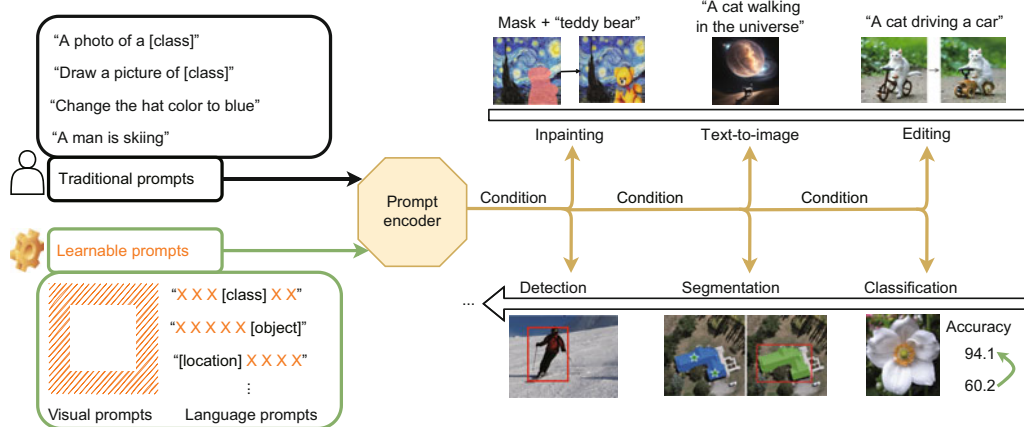 “A photo of a [class]”
“Draw a picture of [class]”
“Change the hat color to blue”
“A man is skiing”
Traditional prompts
Learnable prompts
“X X X [class] X X”
“X X X X X [object]”
“[location] X X X X”
⋮
Visual prompts
Language prompts
Prompt
encoder
Condition
Condition
Condition
Mask + “teddy bear”
“A cat walking
in the universe”
“A cat driving a car”
Inpainting
Text-to-image
Editing
...
Detection
Segmentation
Classification
Accuracy
94.1
60.2